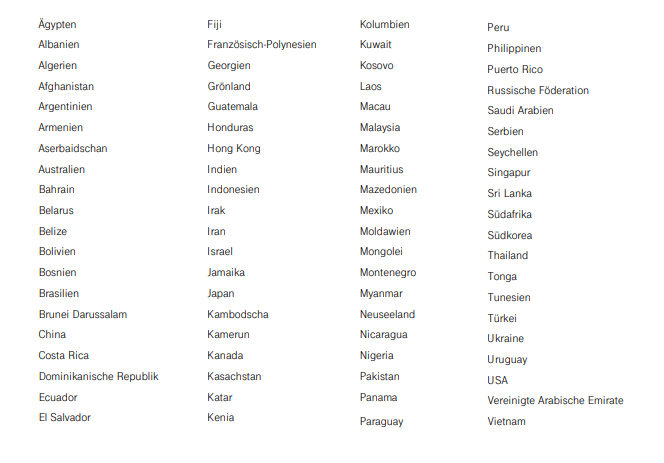 Ägypten
Albanien
Algerien
Afghanistan
Argentinien
Armenien
Aserbaidschan
Australien
Bahrain
Belarus
Belize
Bolivien
Bosnien
Brasilien
Brunei Darussalam
China
Costa Rica
Dominikanische Republik
Ecuador
El Salvador
Fiji
Französisch-Polynesien
Georgien
Grönland
Guatemala
Honduras
Hong Kong
Indien
Indonesien
Irak
Iran
Israel
Jamaika
Japan
Kambodscha
Kamerun
Kanada
Kasachstan
Katar
Kenia
Kolumbien
Kuwait
Kosovo
Laos
Macau
Malaysia
Marokko
Mauritius
Mazedonien
Mexiko
Moldawien
Mongolei
Montenegro
Myanmar
Neuseeland
Nicaragua
Nigeria
Pakistan
Panama
Paraguay
Peru
Philippinen
Puerto Rico
Russische Föderation
Saudi Arabien
Serbien
Seychellen
Singapur
Sri Lanka
Südafrika
Südkorea
Thailand
Tonga
Tunesien
Türkei
Ukraine
Uruguay
USA
Vereinigte Arabische Emirate
Vietnam